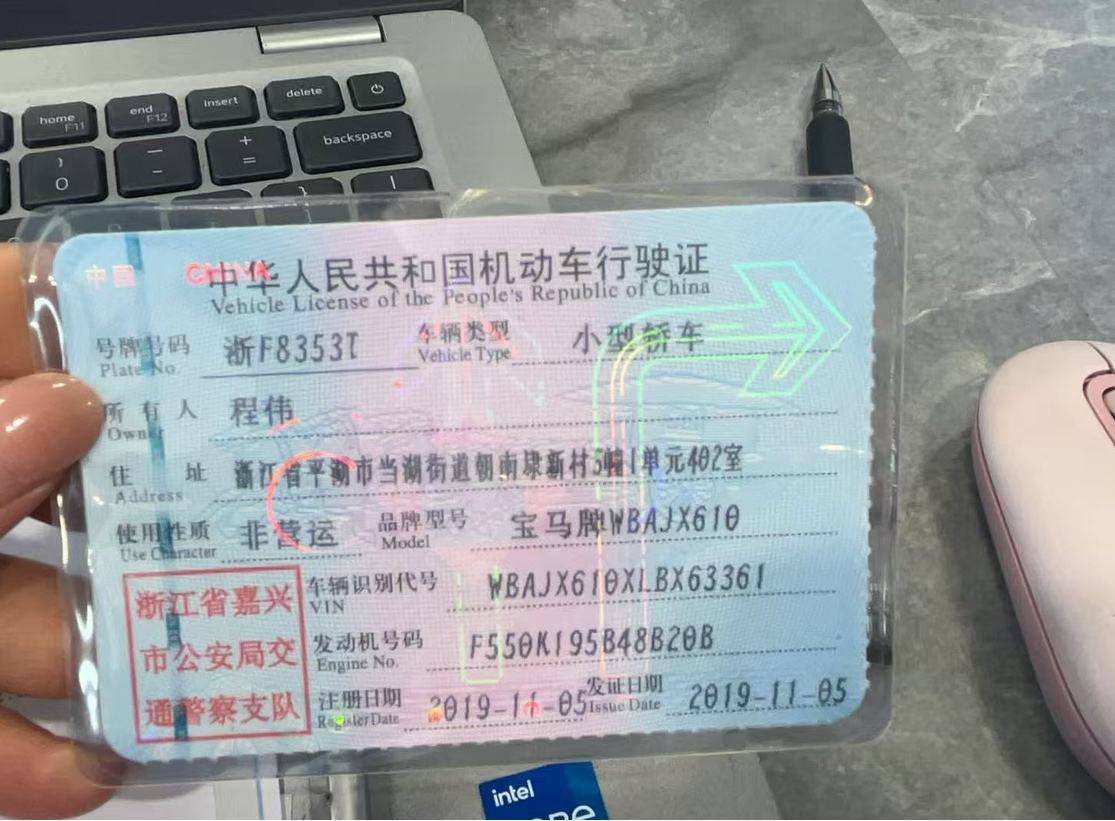 home
F11
end
F12
insert
delete
backspace
)
0
—
-
+
=
}
|
中国 CHINA
中华人民共和国机动车行驶证
Vehicle License of the People's Republic of China
号牌号码 浙F8353T 车辆类型 小型轿车
Plate No. Vehicle Type
所有人 程伟
Owner
住址 浙江省平湖市当湖街道朝南埭新村5幢1单元402室
Address
使用性质 非营运 品牌型号 宝马牌WBAJX610
Use Character Model
浙江省嘉兴
市公安局交
通警察支队
车辆识别代号 WBAJX610XLBX63361
VIN
发动机号码 F550K195B48B20B
Engine No.
注册日期 2019-11-05 发证日期 2019-11-05
Register Date Issue Date
intel